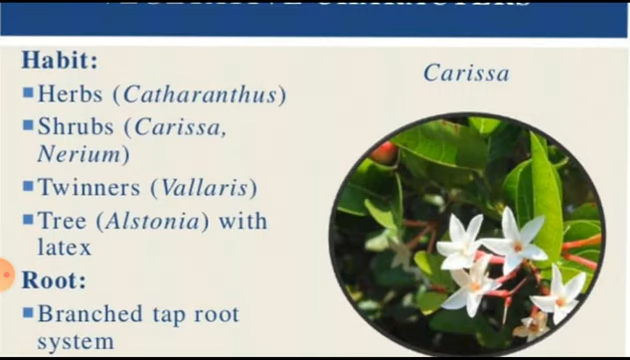 Habit:
Carissa
Herbs (Catharanthus)
Shrubs (Carissa,
Nerium)
Twinners (Vallaris)
Tree (Alstonia) with
latex
Root:
Branched tap root
system